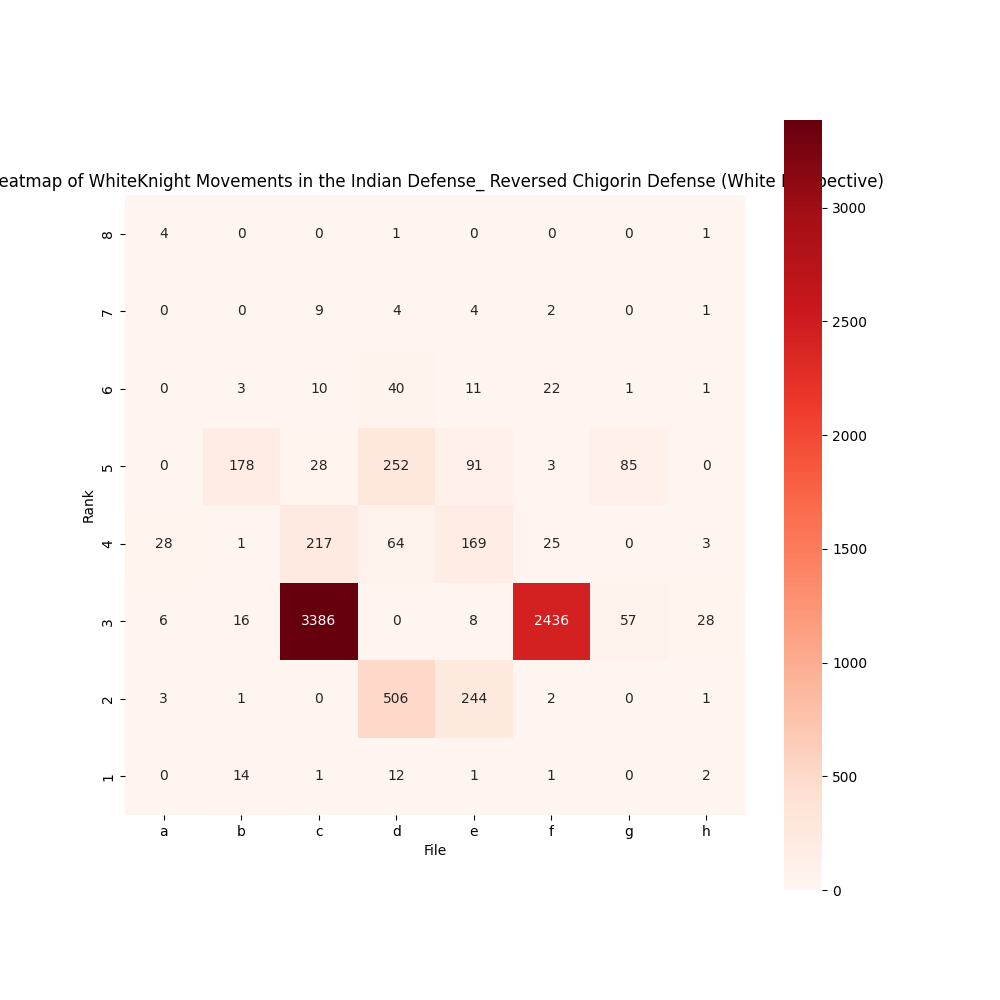 eatmap of WhiteKnight Movements in the Indian Defense_ Reversed Chigorin Defense (White pective)
3000
2500
2000
1500
1000
500
0
Rank
8 4 0 0 1 0 0 0 1
7 0 0 9 4 4 2 0 1
6 0 3 10 40 11 22 1 1
5 0 178 28 252 91 3 85 0
4 28 1 217 64 169 25 0 3
3 6 16 3386 0 8 2436 57 28
2 3 1 0 506 244 2 0 1
1 0 14 1 12 1 1 0 2
a b c d e f g h
File